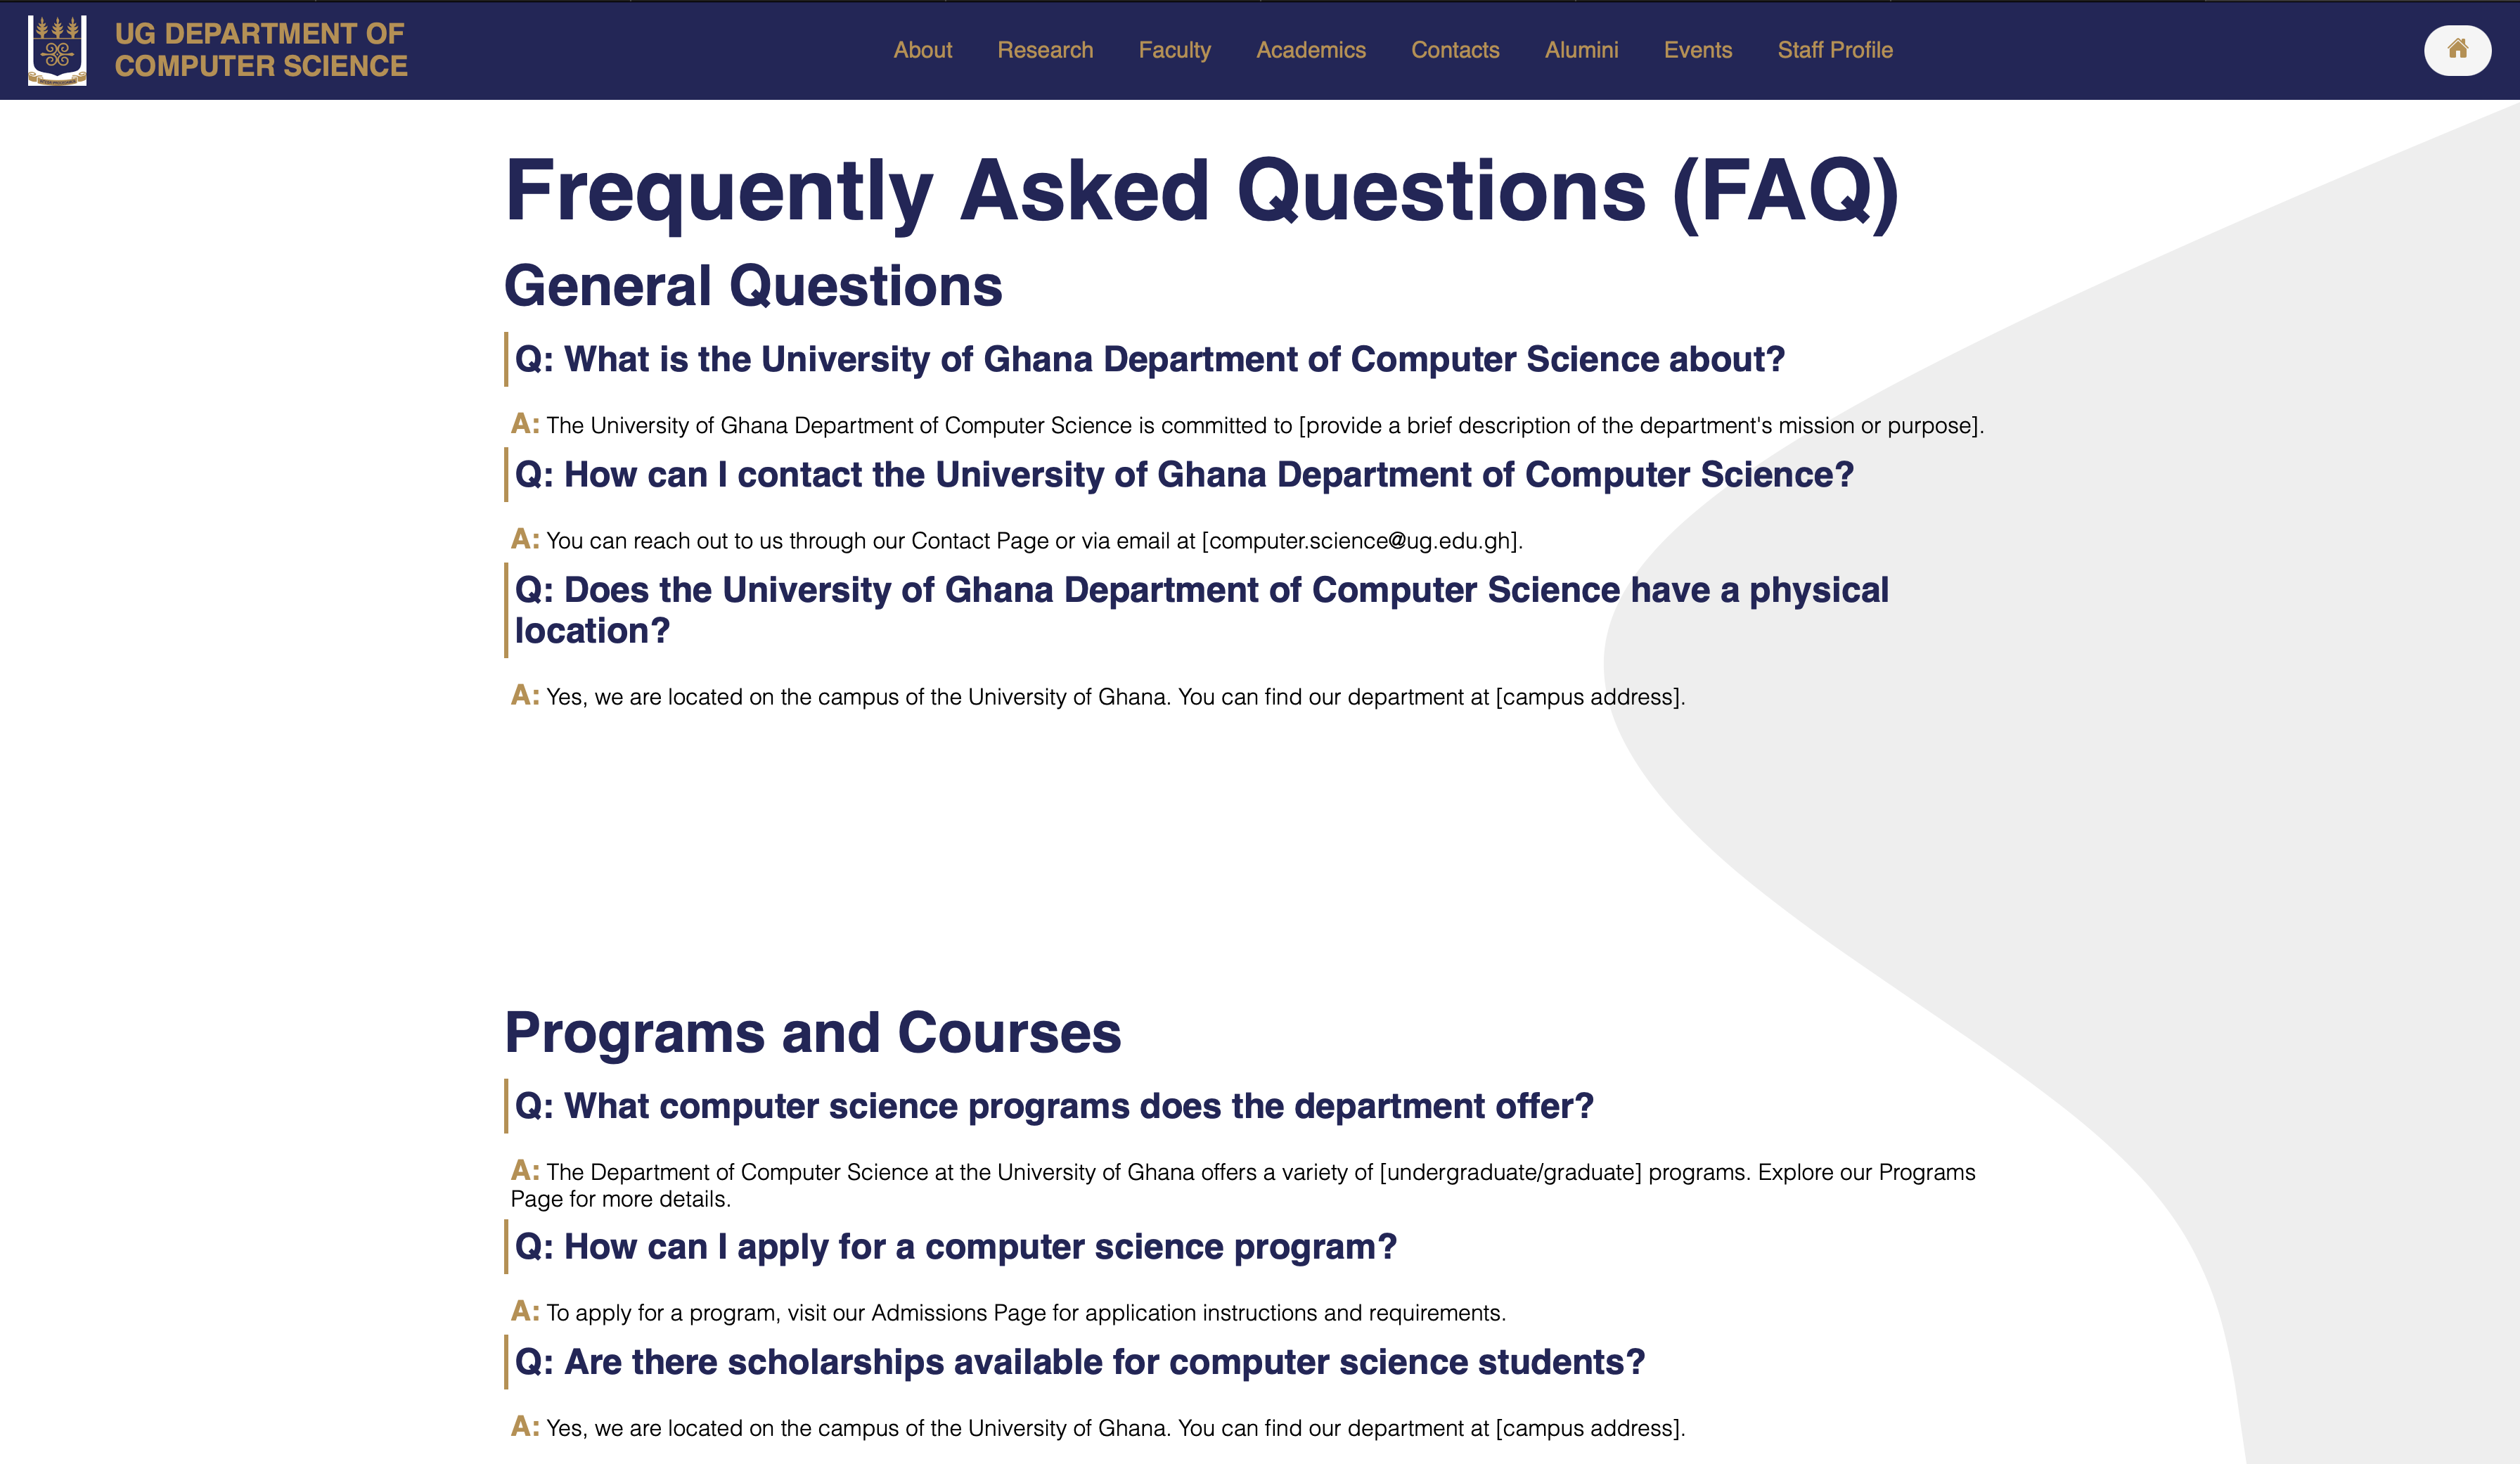 UG DEPARTMENT OF
COMPUTER SCIENCE
About Research Faculty Academics Contacts Alumini Events Staff Profile
Frequently Asked Questions (FAQ)
General Questions
Q: What is the University of Ghana Department of Computer Science about?
A: The University of Ghana Department of Computer Science is committed to [provide a brief description of the department's mission or purpose].
Q: How can I contact the University of Ghana Department of Computer Science?
A: You can reach out to us through our Contact Page or via email at [computer.science@ug.edu.gh].
Q: Does the University of Ghana Department of Computer Science have a physical
location?
A: Yes, we are located on the campus of the University of Ghana. You can find our department at [campus address].
Programs and Courses
Q: What computer science programs does the department offer?
A: The Department of Computer Science at the University of Ghana offers a variety of [undergraduate/graduate] programs. Explore our Programs
Page for more details.
Q: How can I apply for a computer science program?
A: To apply for a program, visit our Admissions Page for application instructions and requirements.
Q: Are there scholarships available for computer science students?
A: Yes, we are located on the campus of the University of Ghana. You can find our department at [campus address].